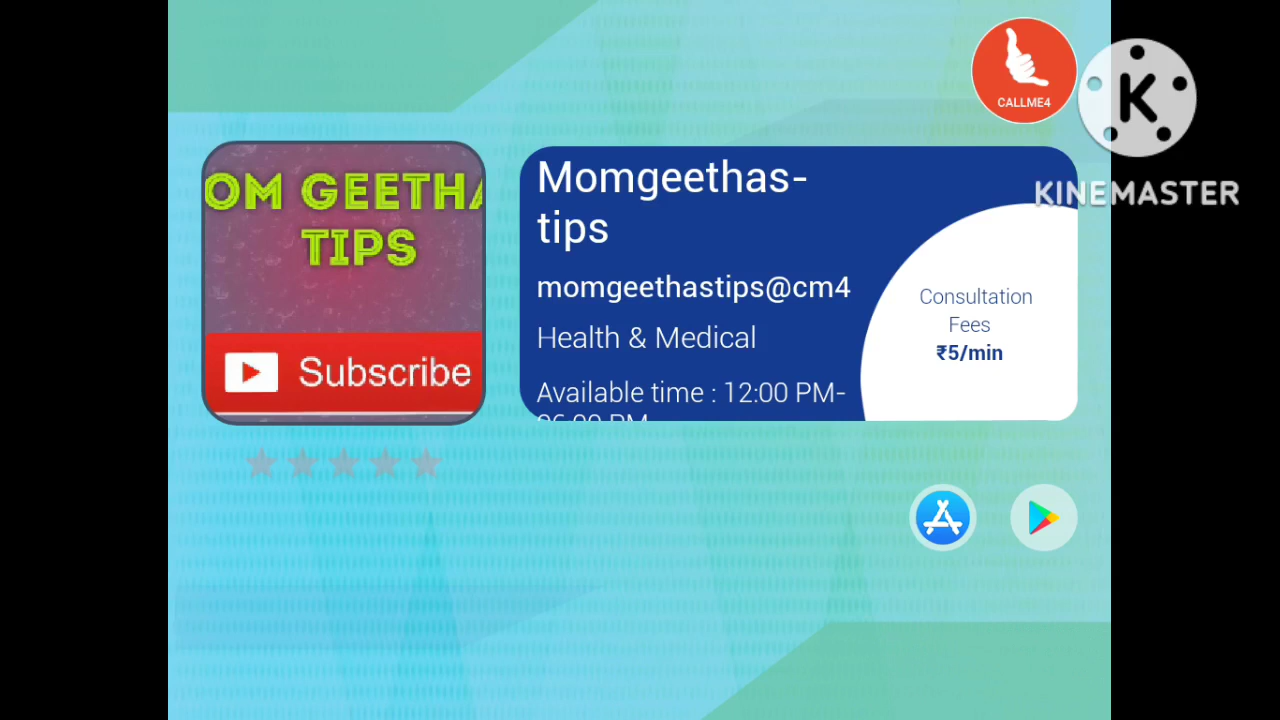 CALLME4
KINEMASTER
OM GEETHA
TIPS
Subscribe
Momgeethas-
tips
momgeethastips@cm4
Health & Medical
Available time : 12:00 PM-
Consultation
Fees
₹5/min